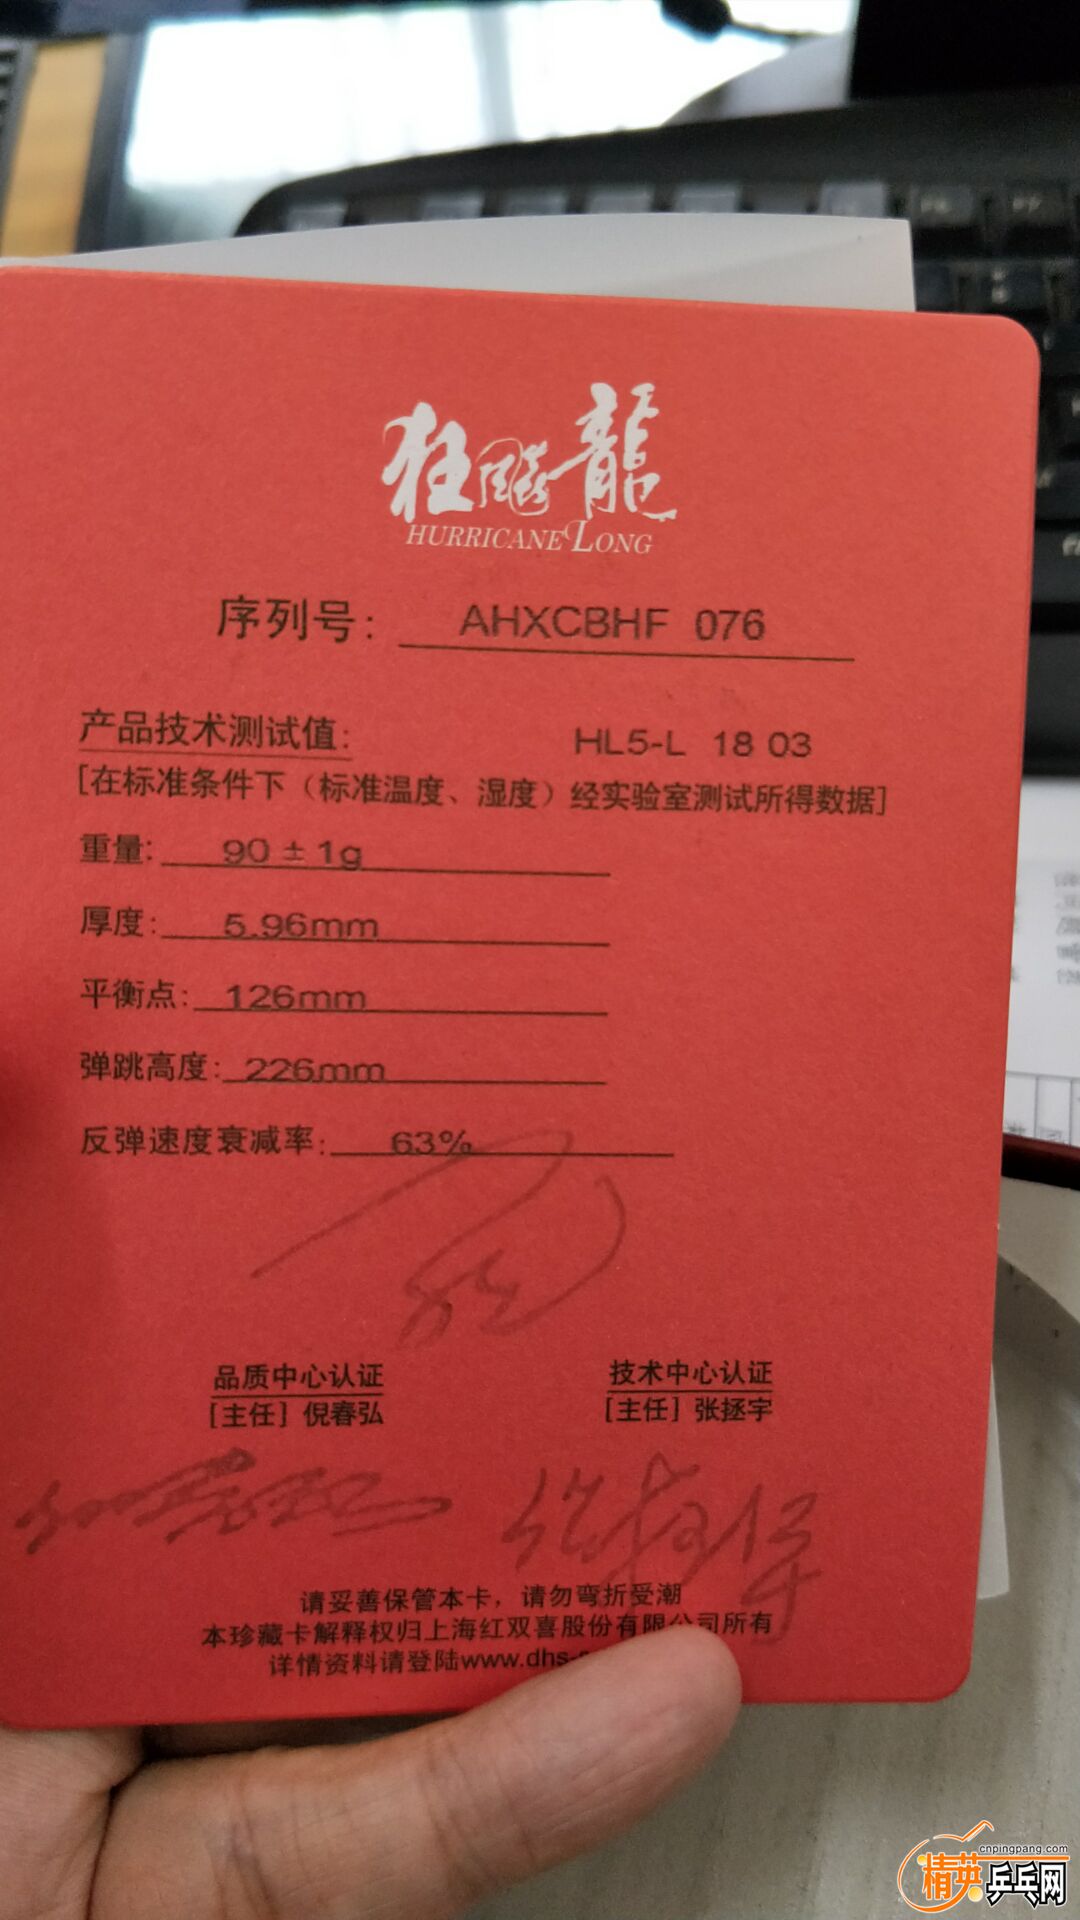 狂飚龍
HURRICANE LONG
序列号: AHXCBHF 076
产品技术测试值: HL5-L 18 03
[在标准条件下（标准温度、湿度）经实验室测试所得数据]
重量: 90 ± 1g
厚度: 5.96mm
平衡点: 126mm
弹跳高度: 226mm
反弹速度衰减率: 63%
品质中心认证 技术中心认证
[主任] 倪春弘 [主任] 张拯宇
请妥善保管本卡，请勿弯折受潮
本珍藏卡解释权归上海红双喜股份有限公司所有
详情资料请登陆www.dhs-
cnpingpang.com
精英乒乓网